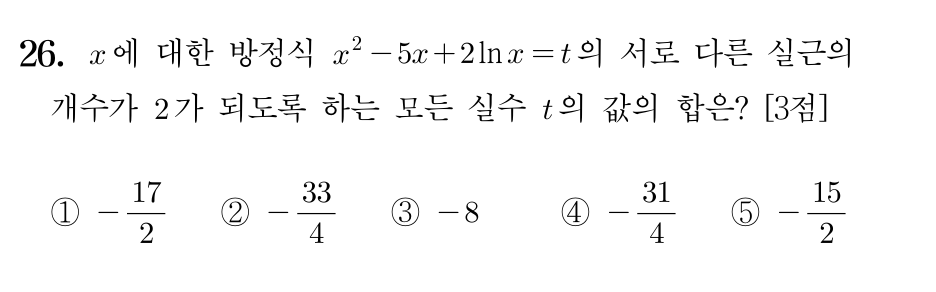 26. x에 대한 방정식 x² − 5x + 2 ln x = t의 서로 다른 실근의
개수가 2가 되도록 하는 모든 실수 t의 값의 합은? [3점]
① −17/2 ② −33/4 ③ −8 ④ −31/4 ⑤ −15/2